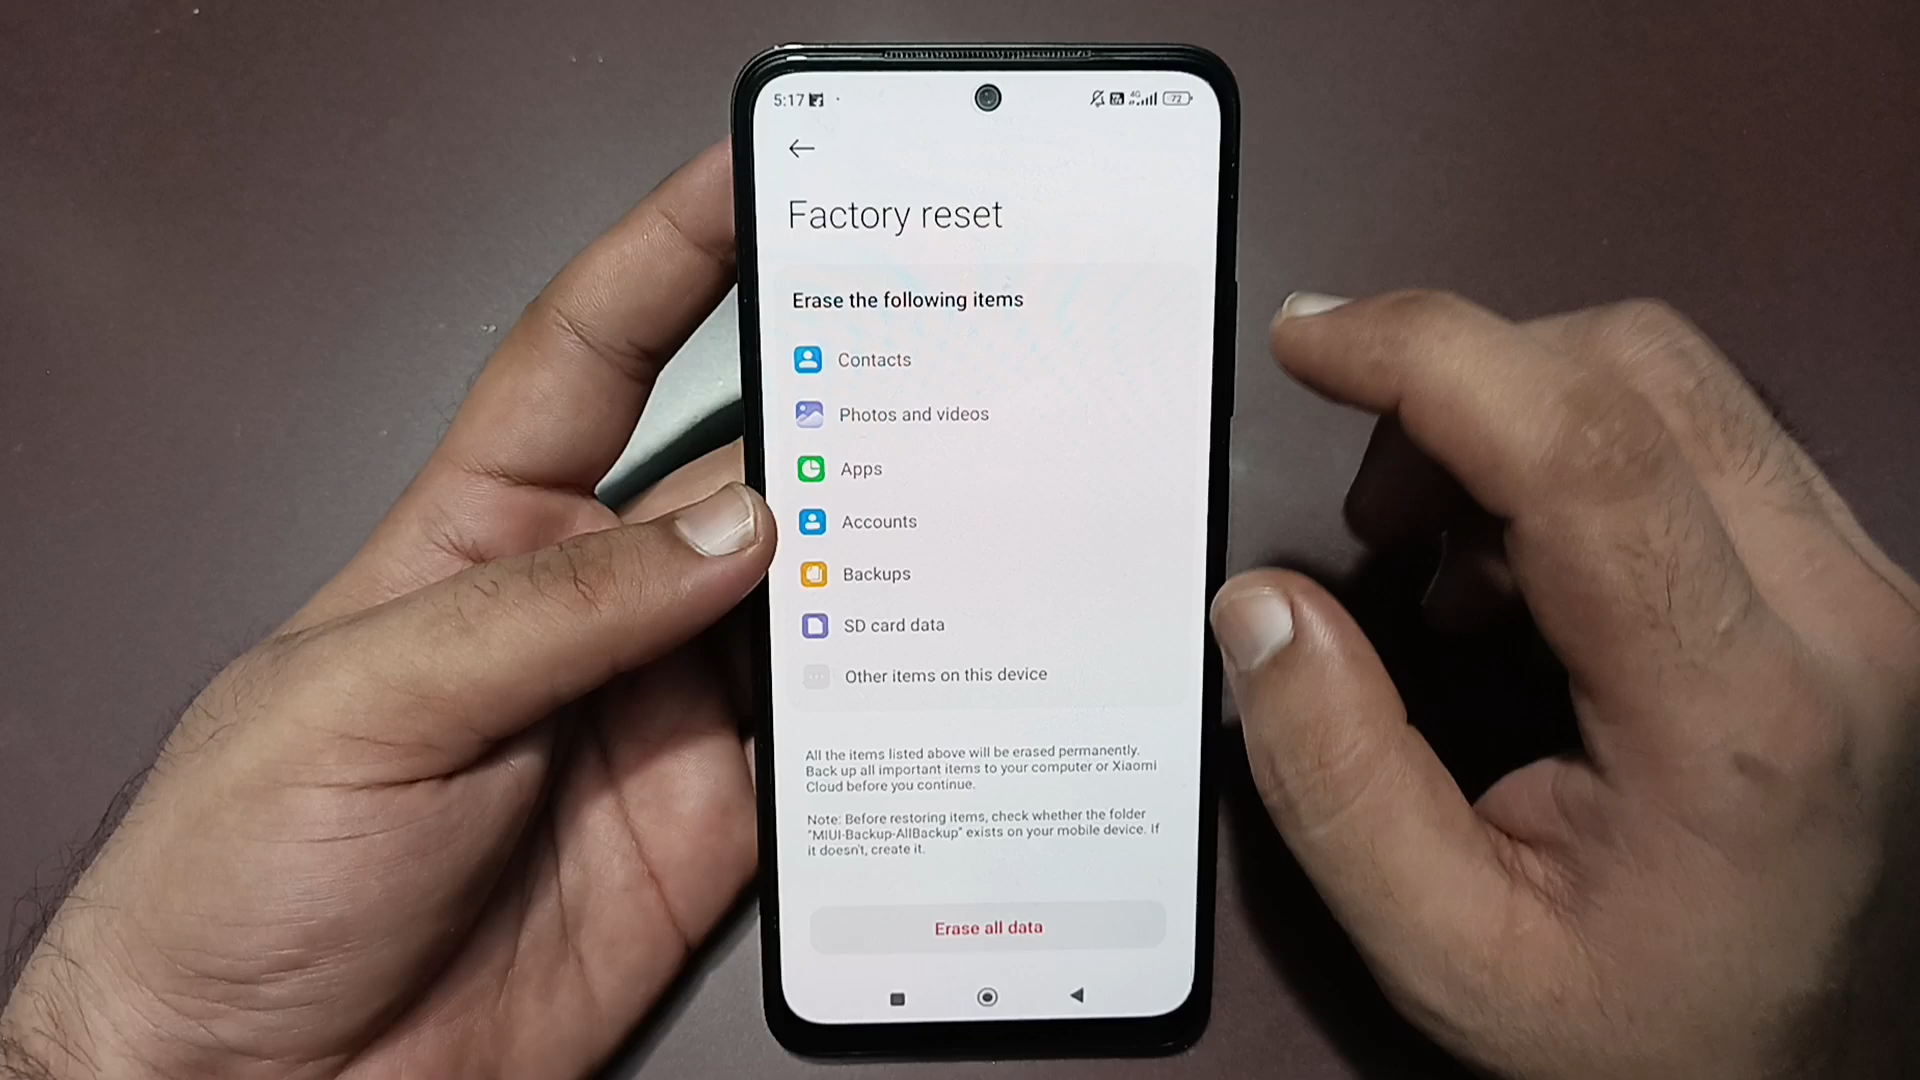 5:17
4G
72
Factory reset
Erase the following items
Contacts
Photos and videos
Apps
Accounts
Backups
SD card data
Other items on this device
All the items listed above will be erased permanently.
Back up all important items to your computer or Xiaomi
Cloud before you continue.
Note: Before restoring items, check whether the folder
"MIUI-Backup-AllBackup" exists on your mobile device. If
it doesn't, create it.
Erase all data